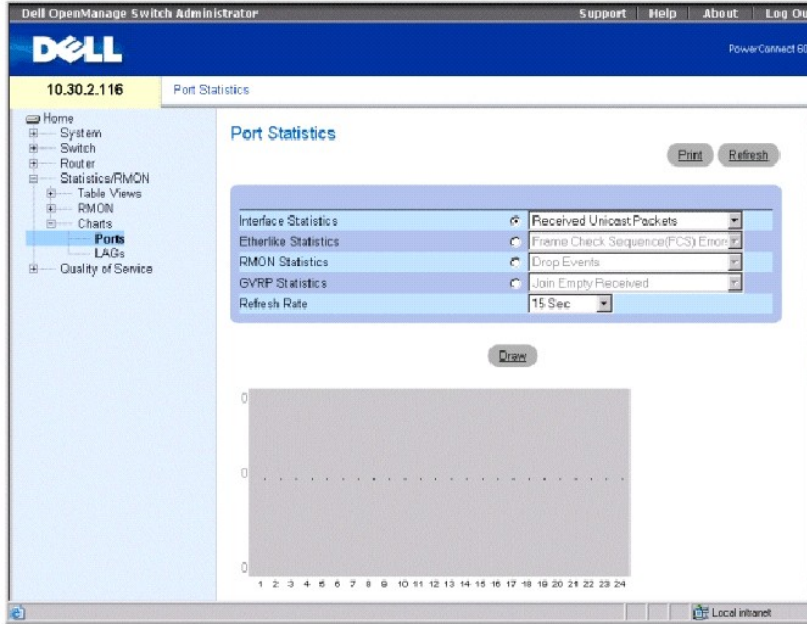 Dell OpenManage Switch Administrator
Support Help About Log Ou
DELL
PowerConnect 60
10.30.2.116
Port Statistics
Home
System
Switch
Router
Statistics/RMON
Table Views
RMON
Charts
Ports
LAGs
Quality of Service
Port Statistics
Print Refresh
Interface Statistics Received Unicast Packets
Etherlike Statistics Frame Check Sequence(FCS) Errors
RMON Statistics Drop Events
GVRP Statistics Join Empty Received
Refresh Rate 15 Sec
Draw
0
0
0
1 2 3 4 5 6 7 8 9 10 11 12 13 14 15 16 17 18 19 20 21 22 23 24
Local intranet